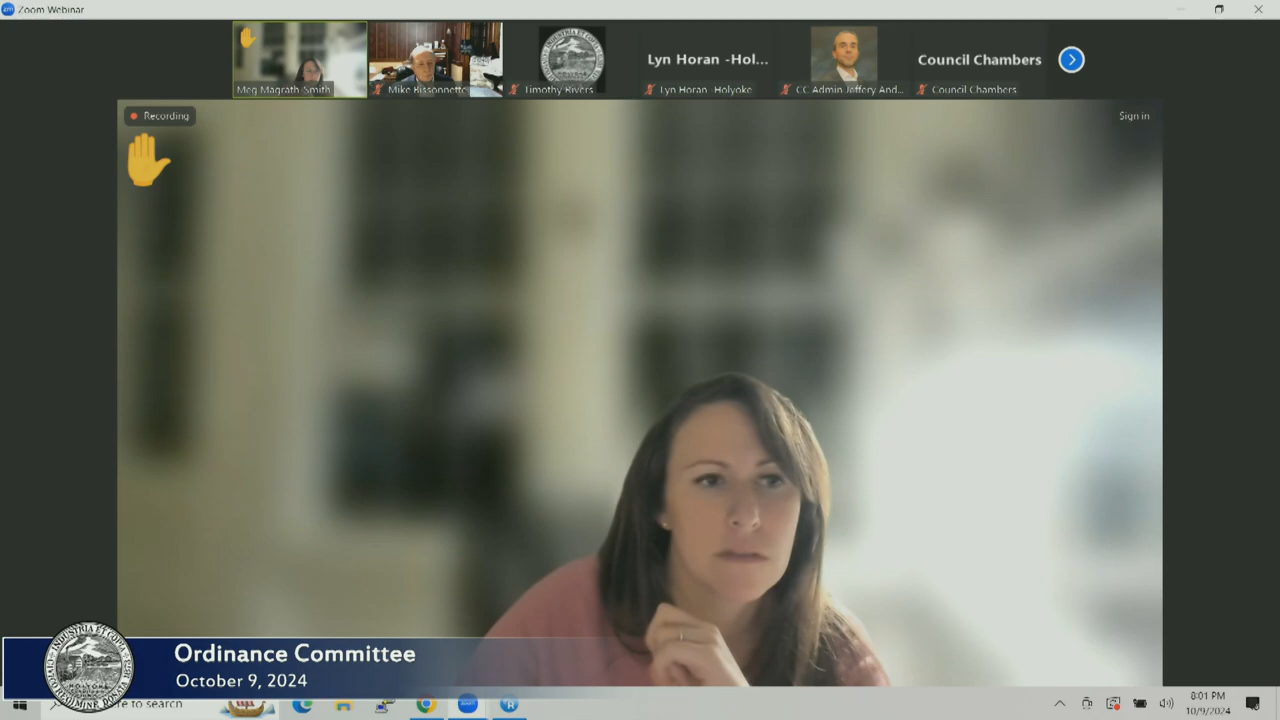 Zoom Webinar
Meg Magrath-Smith
Mike Bissonnette
Timothy Rivers
Lyn Horan -Hol...
Lyn Horan -Holyoke
CC Admin Jeffery And...
Council Chambers
Council Chambers
Recording
Sign in
Ordinance Committee
October 9, 2024
e to search
8:01 PM
10/9/2024